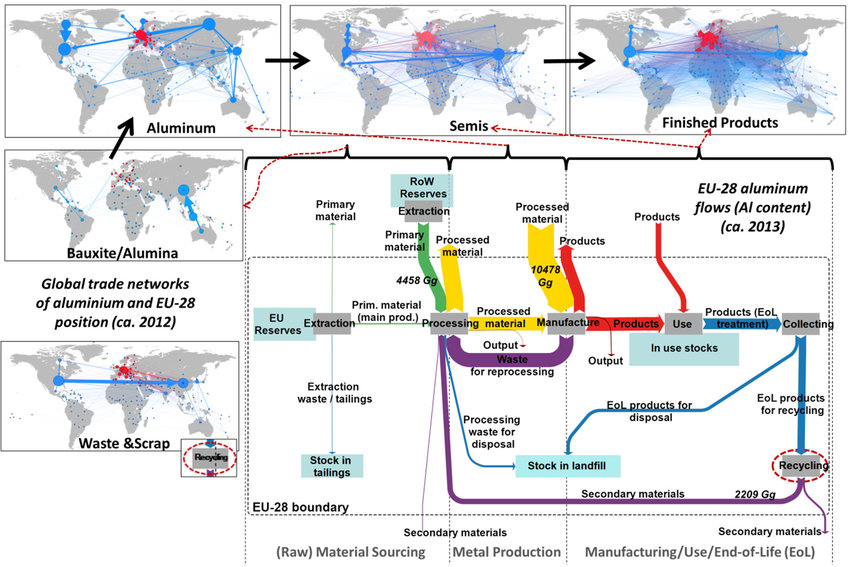 Aluminum
Semis
Finished Products
Bauxite/Alumina
Global trade networks
of aluminium and EU-28
position (ca. 2012)
Waste &Scrap
Recycling
RoW
Reserves
Extraction
Primary
material
Primary
material
4458 Gg
Processed
material
Processed
material
10478
Gg
Products
Products
EU-28 aluminum
flows (Al content)
(ca. 2013)
EU
Reserves
Extraction
Prim. material
(main prod.)
Processing
Processed
material
Manufacture
Products
Use
Products (EoL
treatment)
Collecting
Output
Waste
for reprocessing
Output
In use stocks
Extraction
waste / tailings
Processing
waste for
disposal
EoL products for
disposal
EoL products
for recycling
Stock in
tailings
Stock in landfill
Recycling
Secondary materials
2209 Gg
EU-28 boundary
Secondary materials
Secondary materials
(Raw) Material Sourcing
Metal Production
Manufacturing/Use/End-of-Life (EoL)